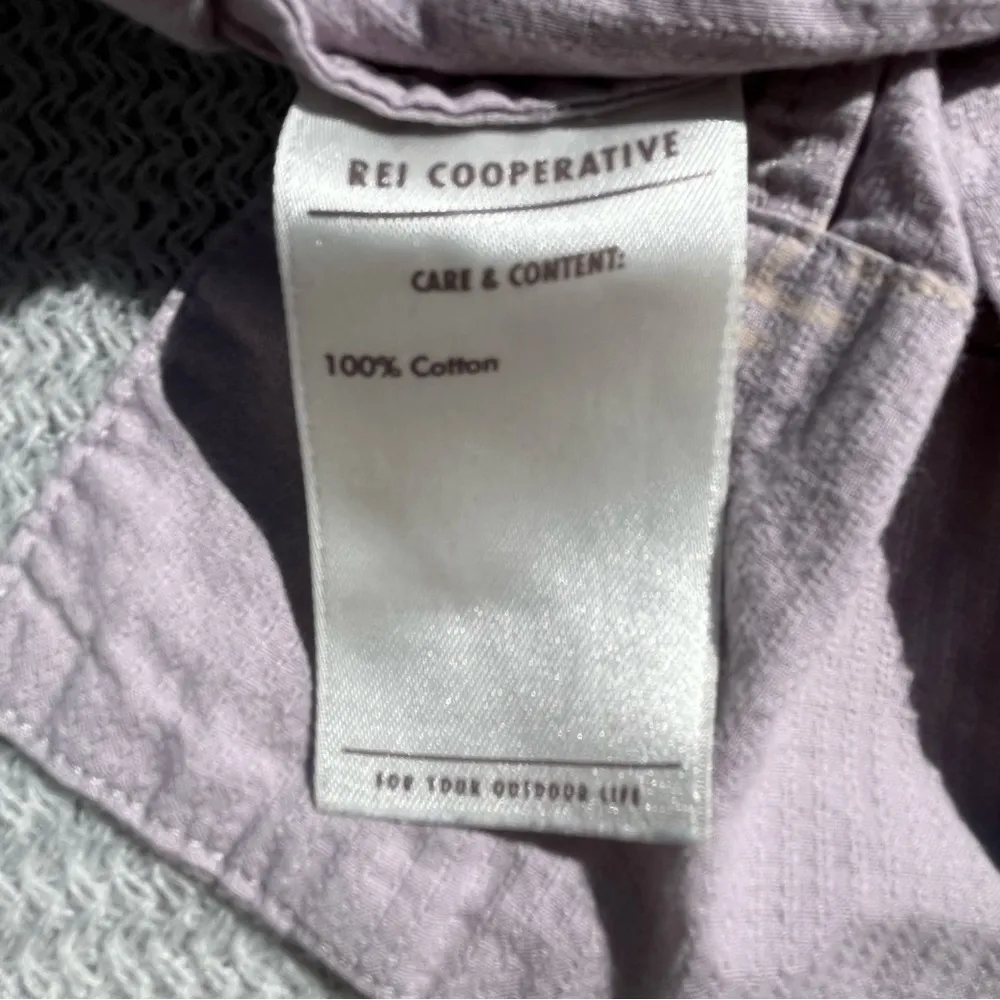 REI COOPERATIVE
CARE & CONTENT:
100% Cotton
FOR YOUR OUTDOOR LIFE